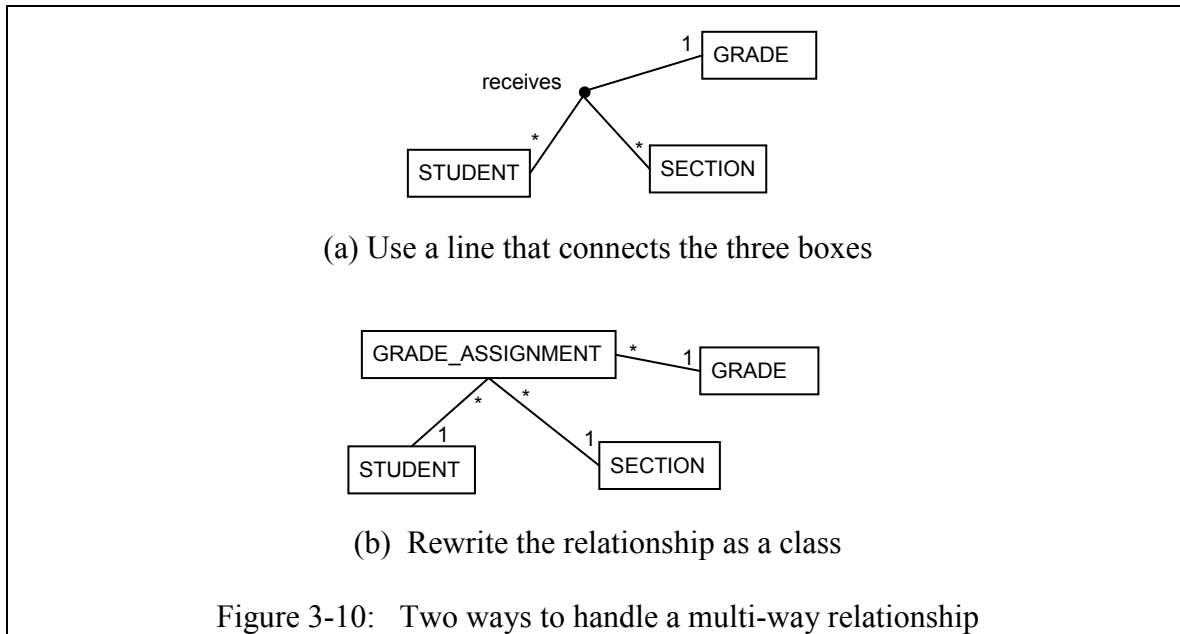 1
GRADE
receives
*
*
STUDENT
SECTION
(a) Use a line that connects the three boxes
GRADE_ASSIGNMENT
*
1
GRADE
*
*
1
1
STUDENT
SECTION
(b) Rewrite the relationship as a class
Figure 3-10: Two ways to handle a multi-way relationship